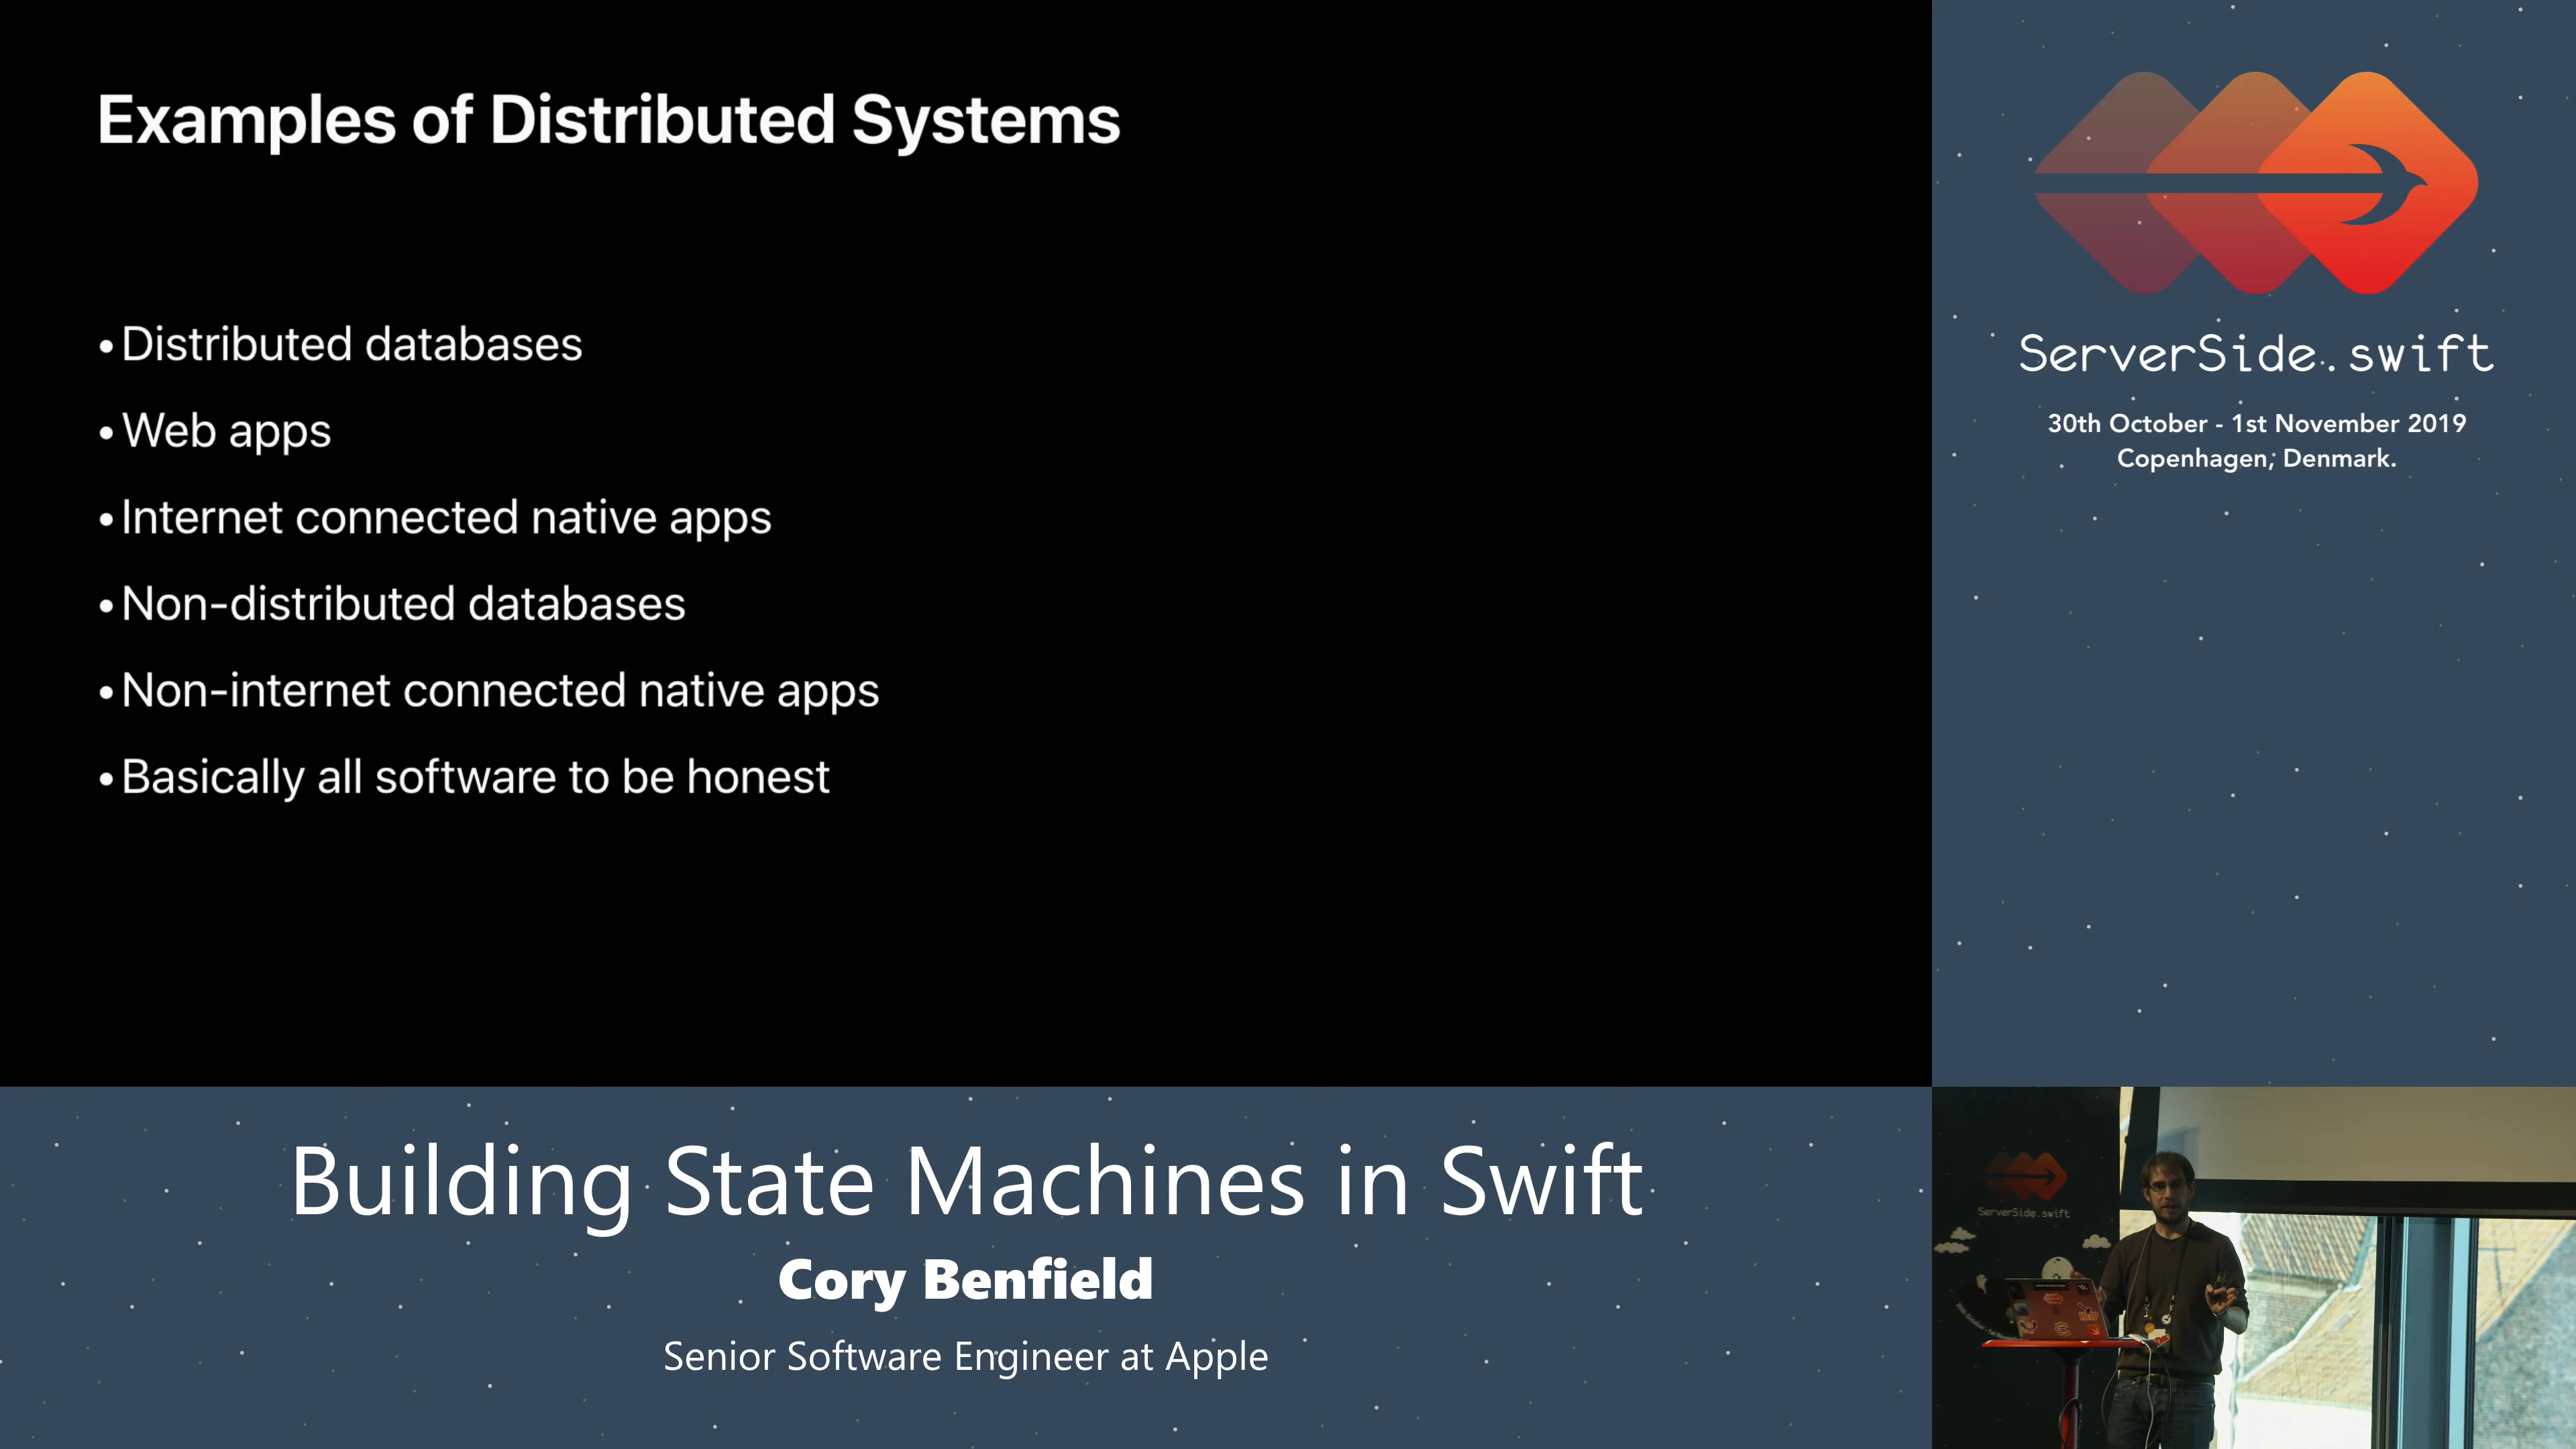 Examples of Distributed Systems
• Distributed databases
• Web apps
• Internet connected native apps
• Non-distributed databases
• Non-internet connected native apps
• Basically all software to be honest
ServerSide.swift
30th October - 1st November 2019
Copenhagen, Denmark.
Building State Machines in Swift
Cory Benfield
Senior Software Engineer at Apple
ServerSide.swift